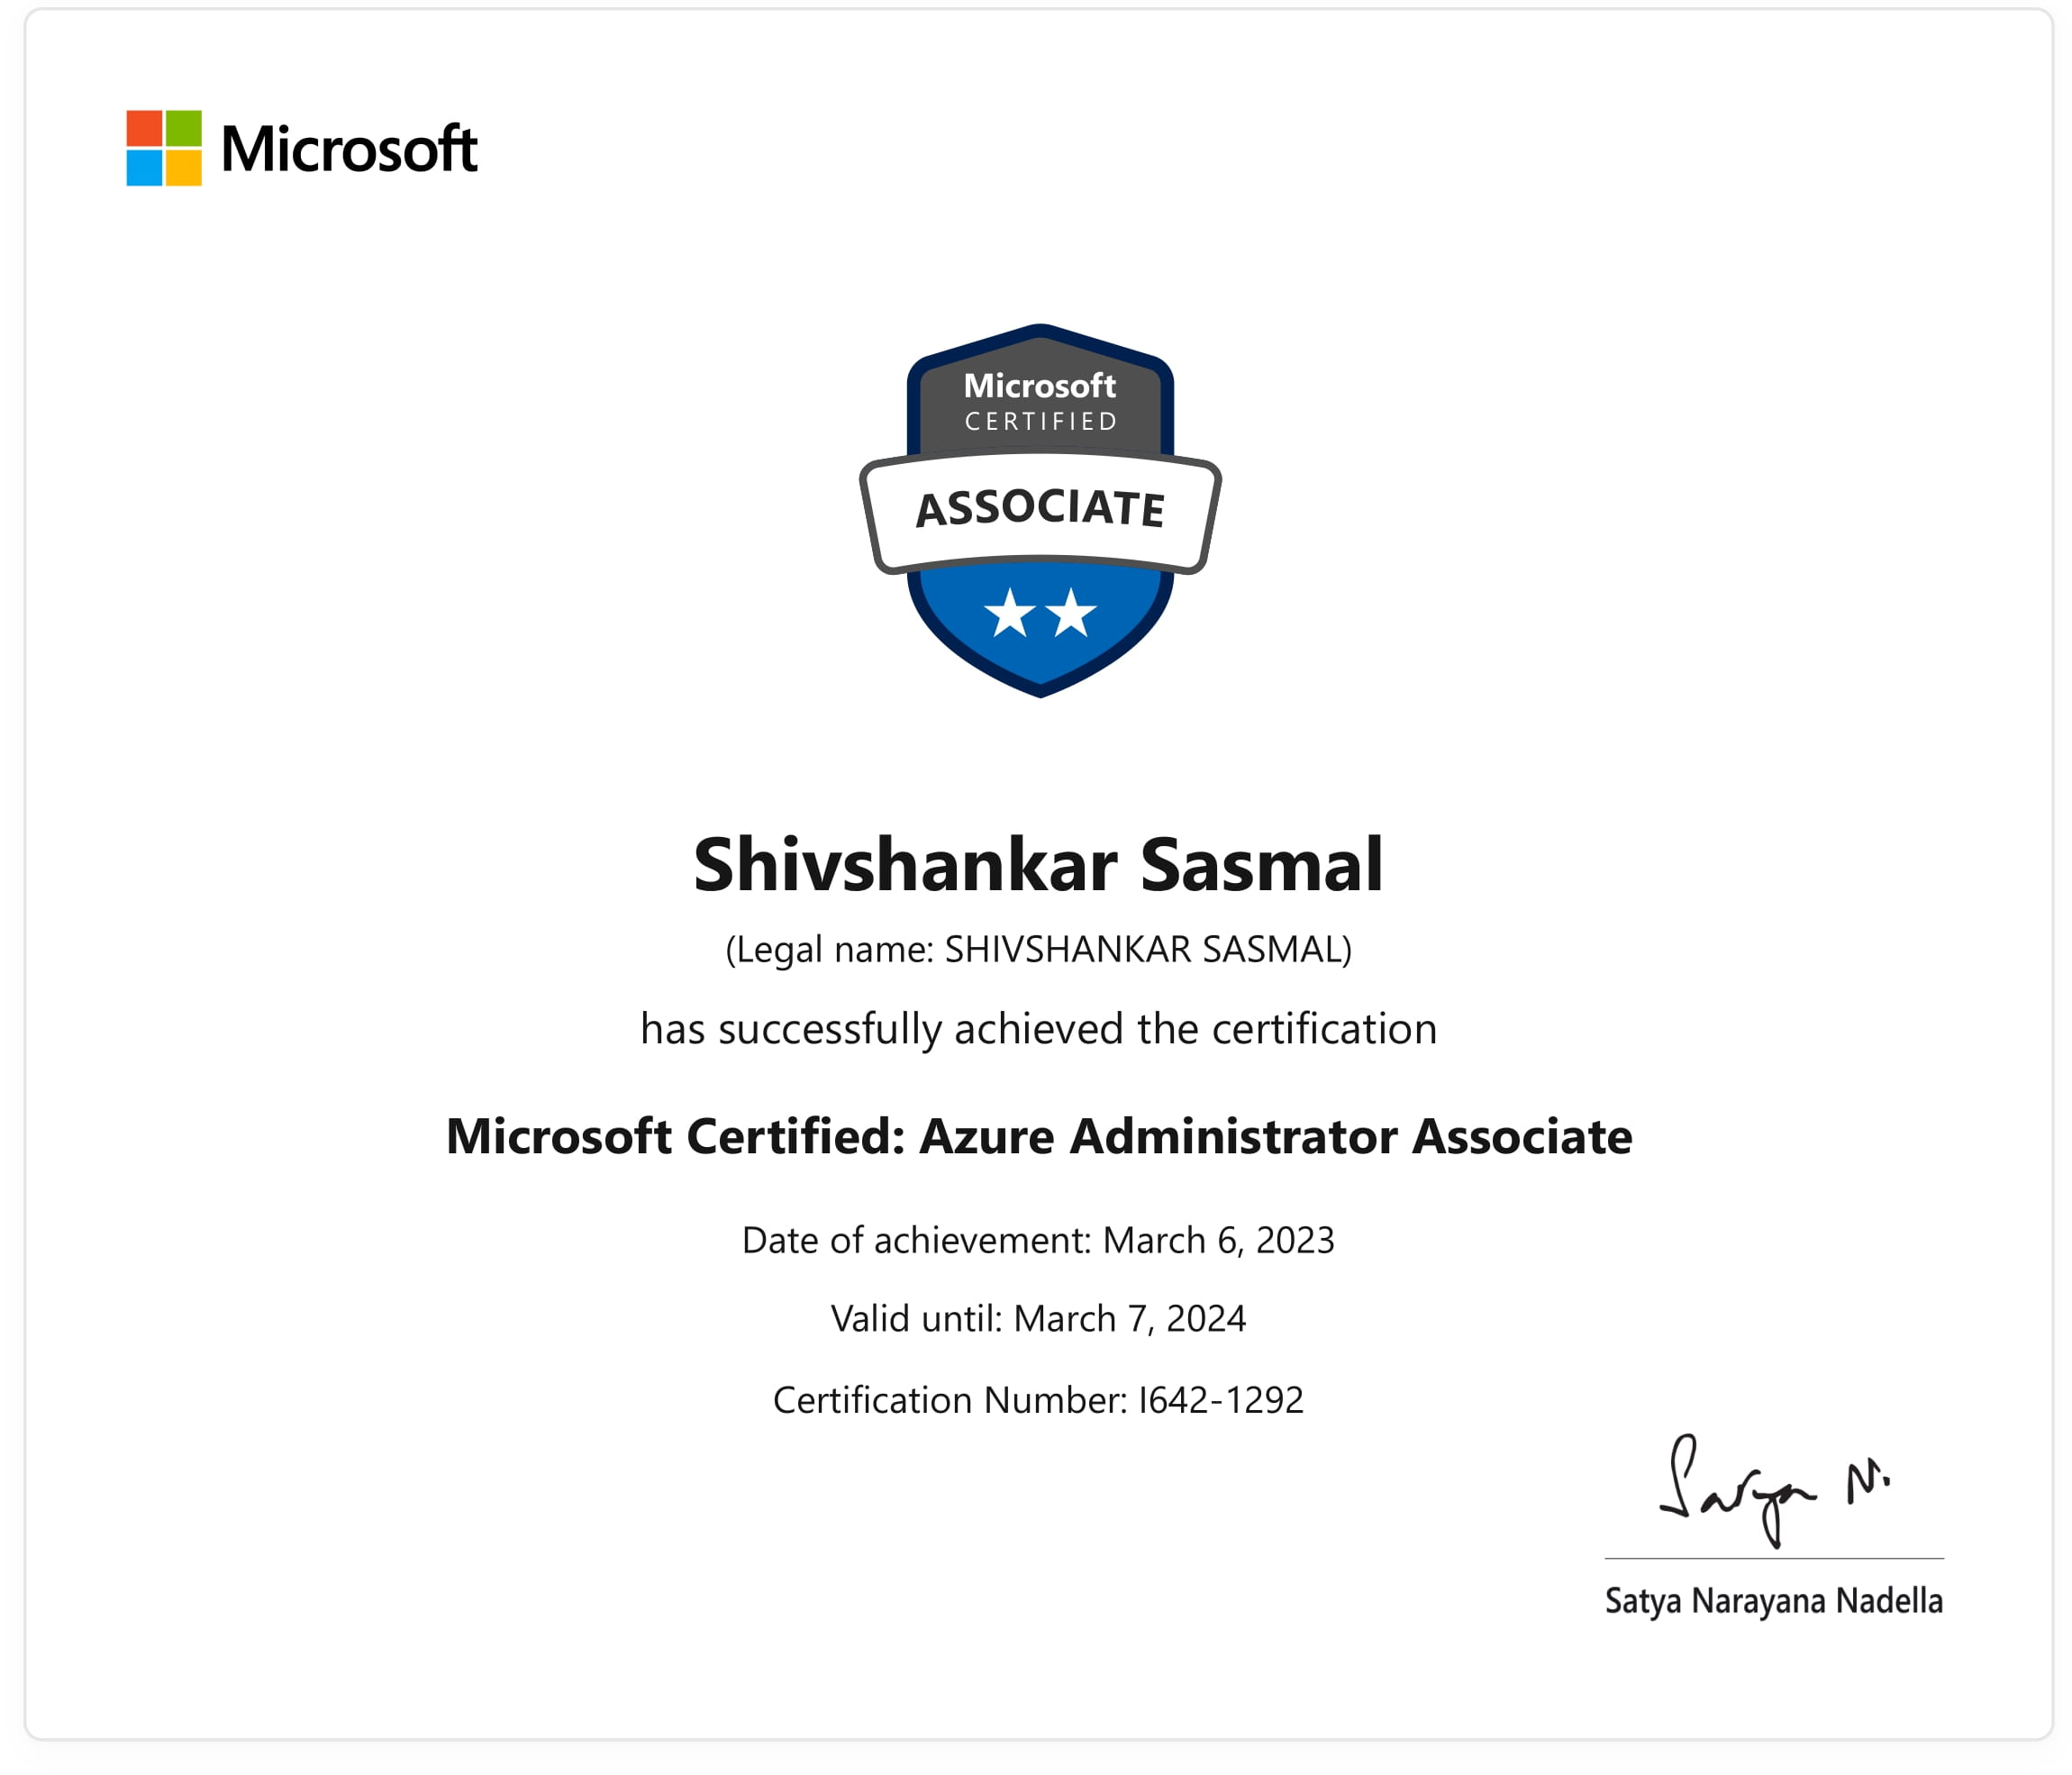 Microsoft
Microsoft
CERTIFIED
ASSOCIATE
Shivshankar Sasmal
(Legal name: SHIVSHANKAR SASMAL)
has successfully achieved the certification
Microsoft Certified: Azure Administrator Associate
Date of achievement: March 6, 2023
Valid until: March 7, 2024
Certification Number: I642-1292
Satya N.
Satya Narayana Nadella